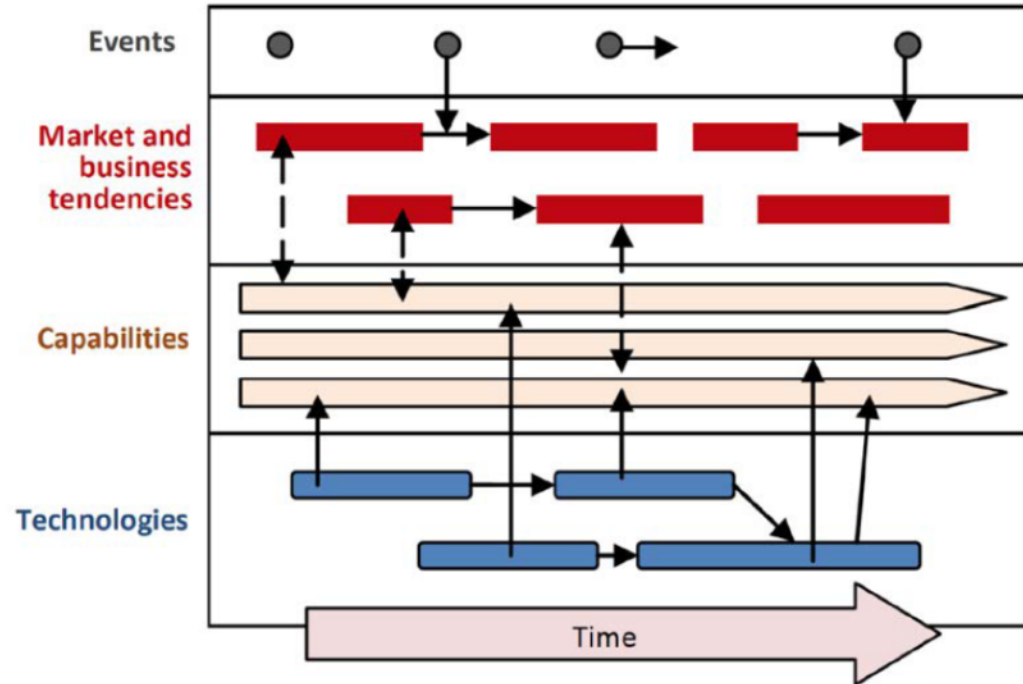 Events
Market and
business
tendencies
Capabilities
Technologies
Time